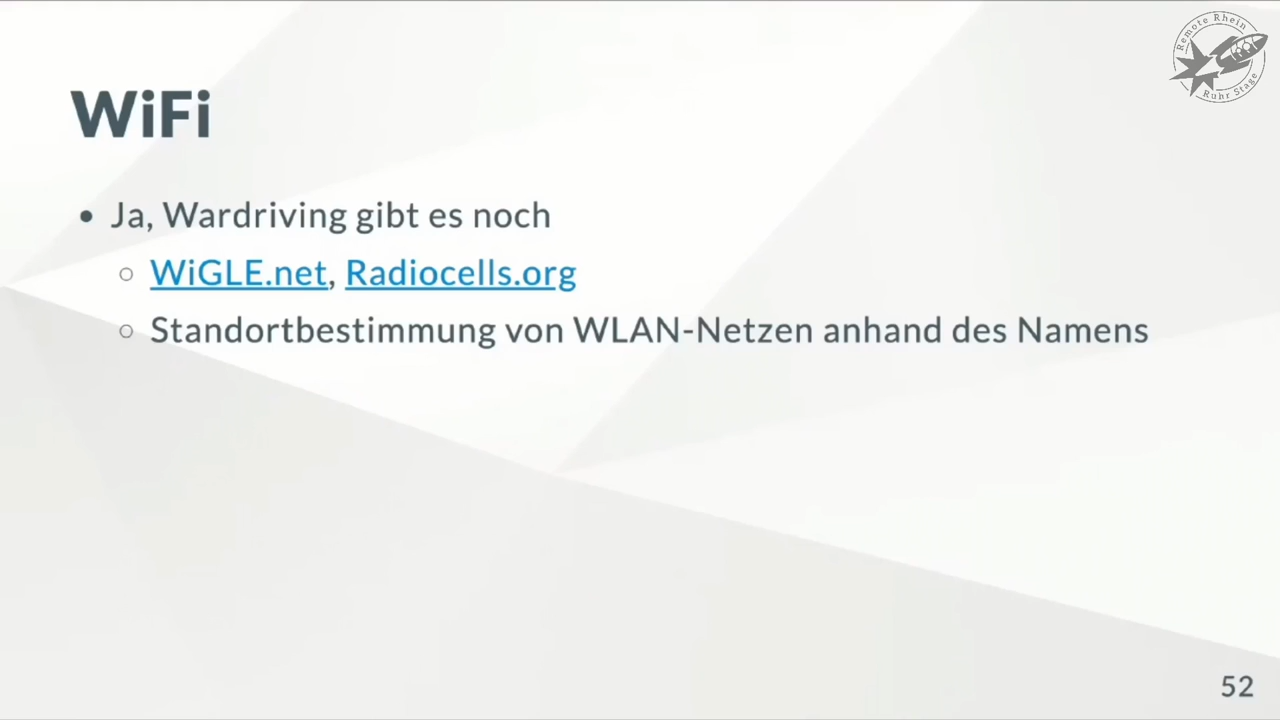 Remote Rhein
Ruhr Stage
WiFi
• Ja, Wardriving gibt es noch
○ WiGLE.net, Radiocells.org
○ Standortbestimmung von WLAN-Netzen anhand des Namens
52